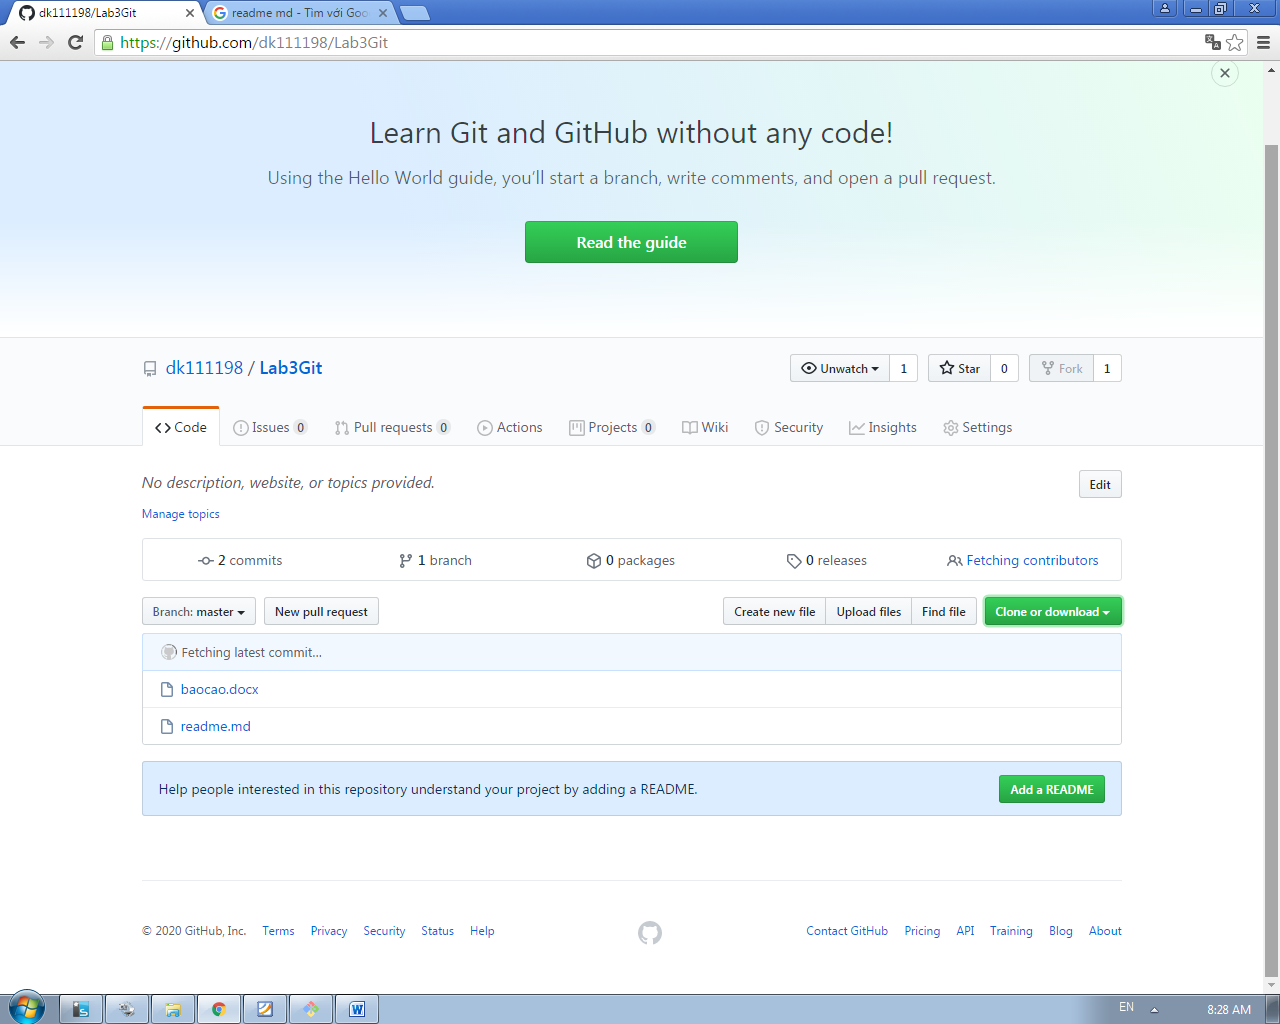 dk111198/Lab3Git
readme md - Tìm với Goo
https://github.com/dk111198/Lab3Git
Learn Git and GitHub without any code!
Using the Hello World guide, you’ll start a branch, write comments, and open a pull request.
Read the guide
dk111198 / Lab3Git
Unwatch 1
Star 0
Fork 1
Code
Issues 0
Pull requests 0
Actions
Projects 0
Wiki
Security
Insights
Settings
No description, website, or topics provided.
Edit
Manage topics
2 commits
1 branch
0 packages
0 releases
Fetching contributors
Branch: master
New pull request
Create new file
Upload files
Find file
Clone or download
Fetching latest commit…
baocao.docx
readme.md
Help people interested in this repository understand your project by adding a README.
Add a README
© 2020 GitHub, Inc.
Terms
Privacy
Security
Status
Help
Contact GitHub
Pricing
API
Training
Blog
About
EN
8:28 AM